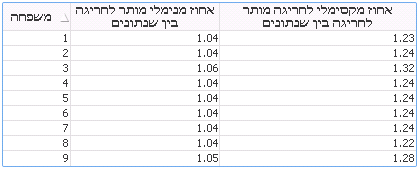 משפחה אחוז מנימלי מותר לחריגה אחוז מקסימלי לחריגה מותר
בין שנתונים לחריגה בין שנתונים
1 1.04 1.23
2 1.04 1.24
3 1.06 1.32
4 1.04 1.24
5 1.04 1.24
6 1.04 1.24
7 1.04 1.24
8 1.04 1.22
9 1.05 1.28